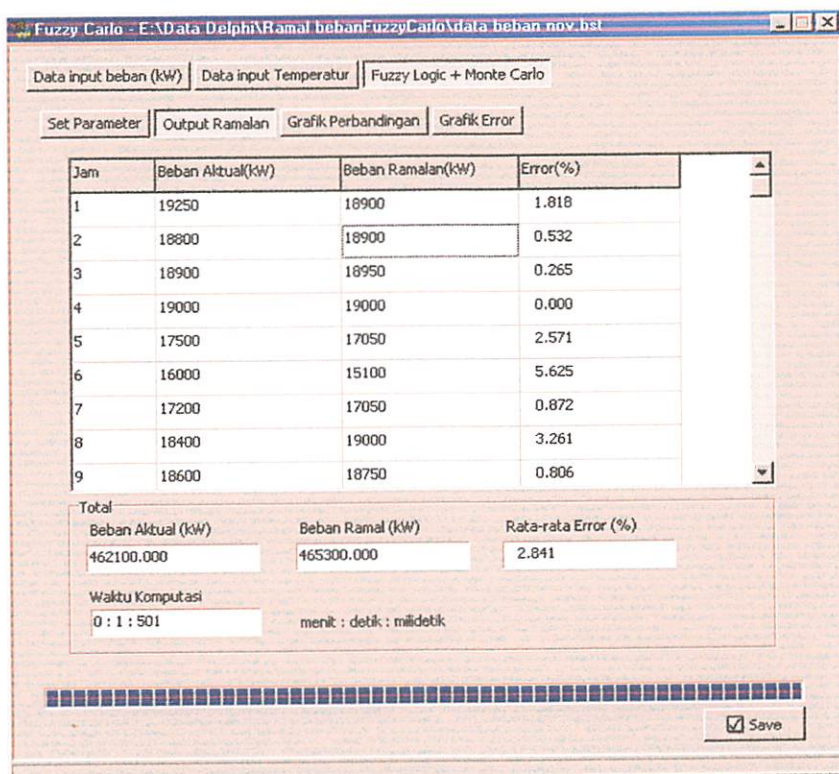 Fuzzy Carlo - E:\Data Delphi\Ramal bebanFuzzyCarlo\data beban nov.bst
Data input beban (kW) Data input Temperatur Fuzzy Logic + Monte Carlo
Set Parameter Output Ramalan Grafik Perbandingan Grafik Error
Jam Beban Aktual(kW) Beban Ramalan(kW) Error(%)
1 19250 18900 1.818
2 18800 18900 0.532
3 18900 18950 0.265
4 19000 19000 0.000
5 17500 17050 2.571
6 16000 15100 5.625
7 17200 17050 0.872
8 18400 19000 3.261
9 18600 18750 0.806
Total
Beban Aktual (kW) Beban Ramal (kW) Rata-rata Error (%)
462100.000 465300.000 2.841
Waktu Komputasi
0 : 1 : 501 menit : detik : milidetik
Save